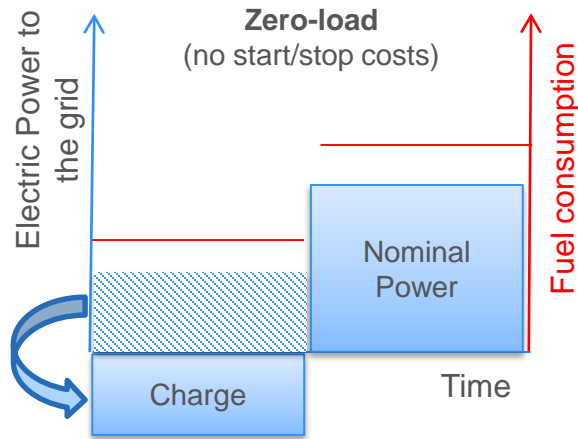 Zero-load
(no start/stop costs)
Electric Power to
the grid
Fuel consumption
Nominal
Power
Charge
Time